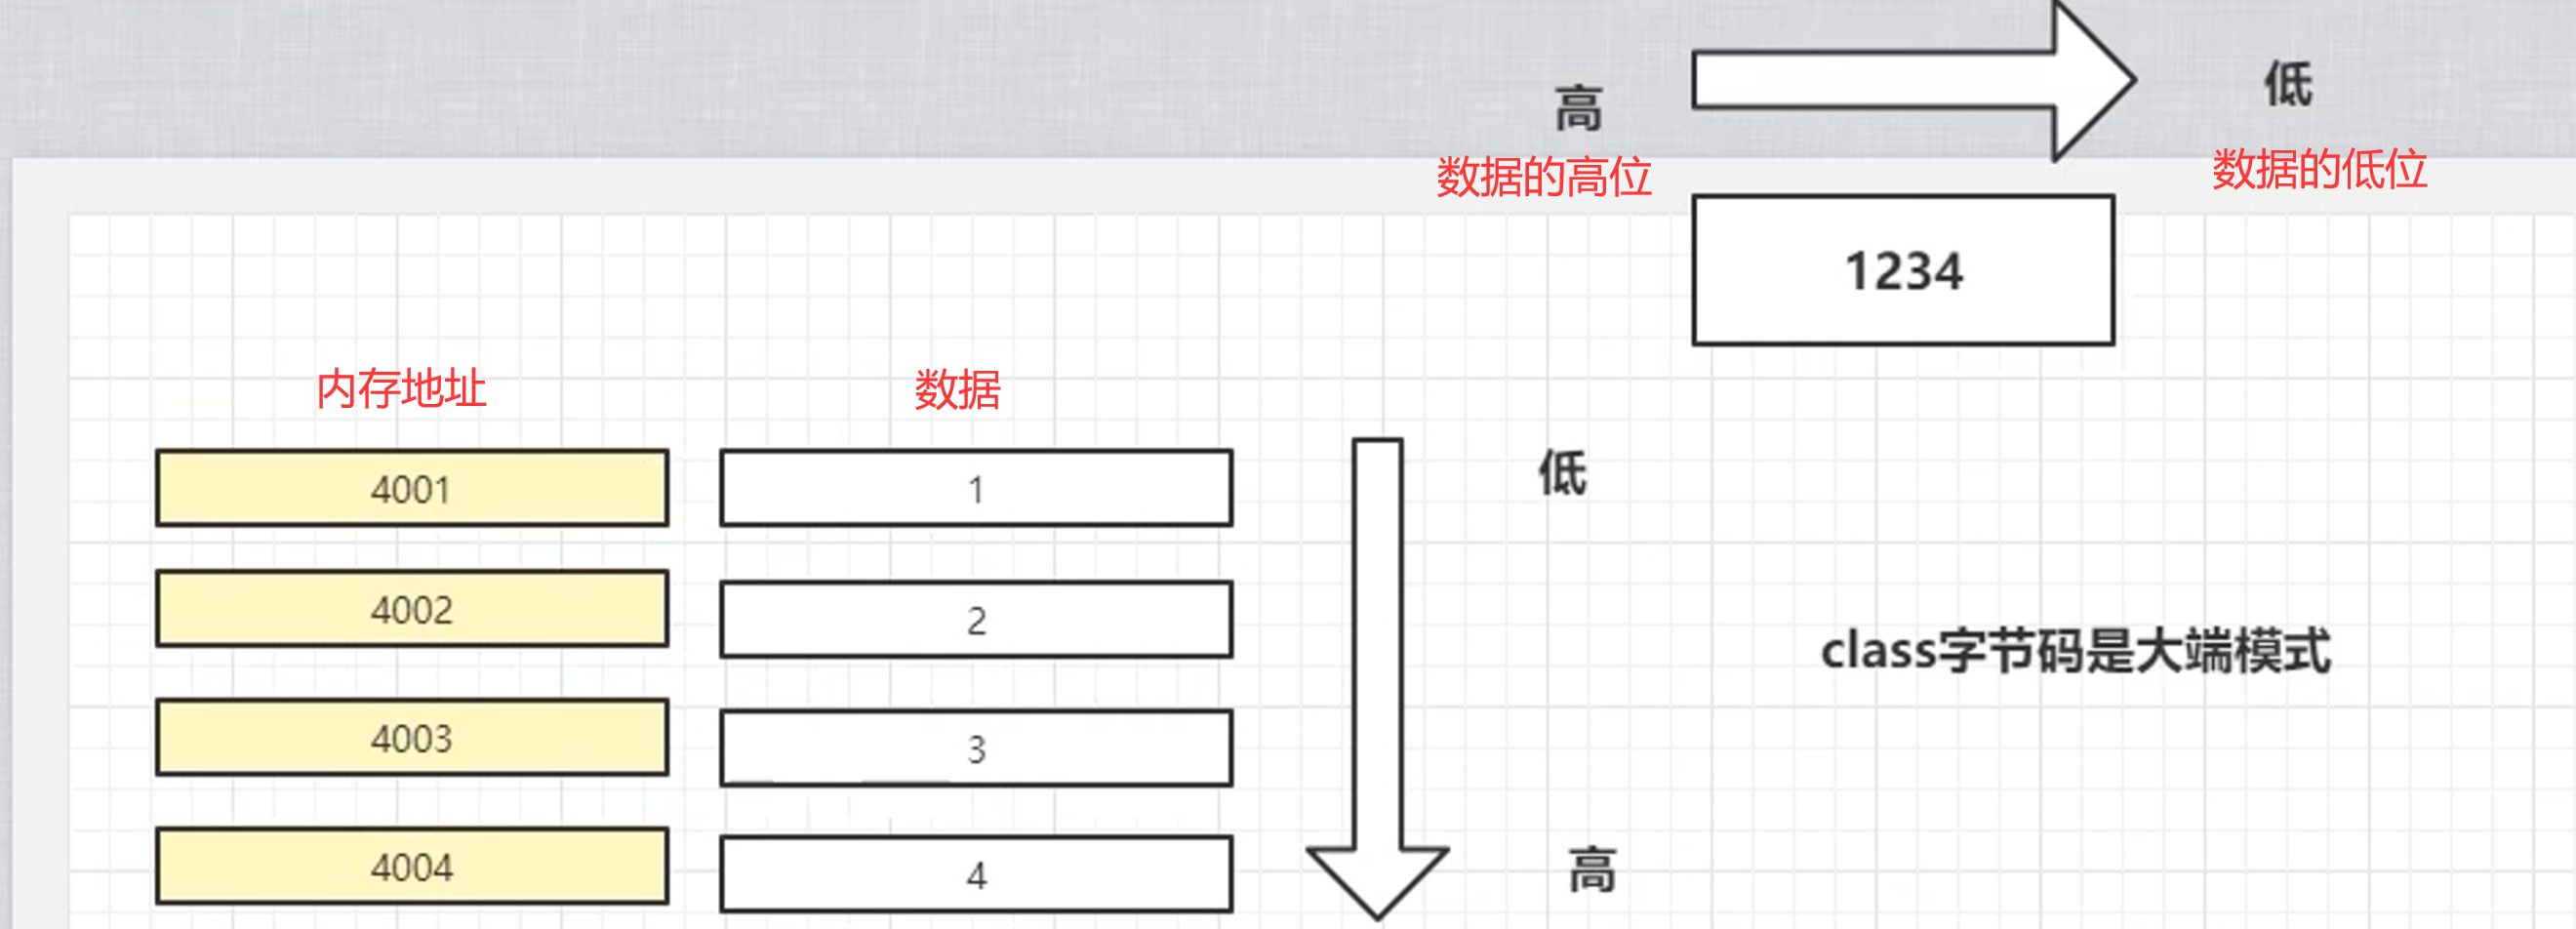 高
低
数据的高位
数据的低位
1234
内存地址
数据
4001
1
低
4002
2
class字节码是大端模式
4003
3
4004
4
高